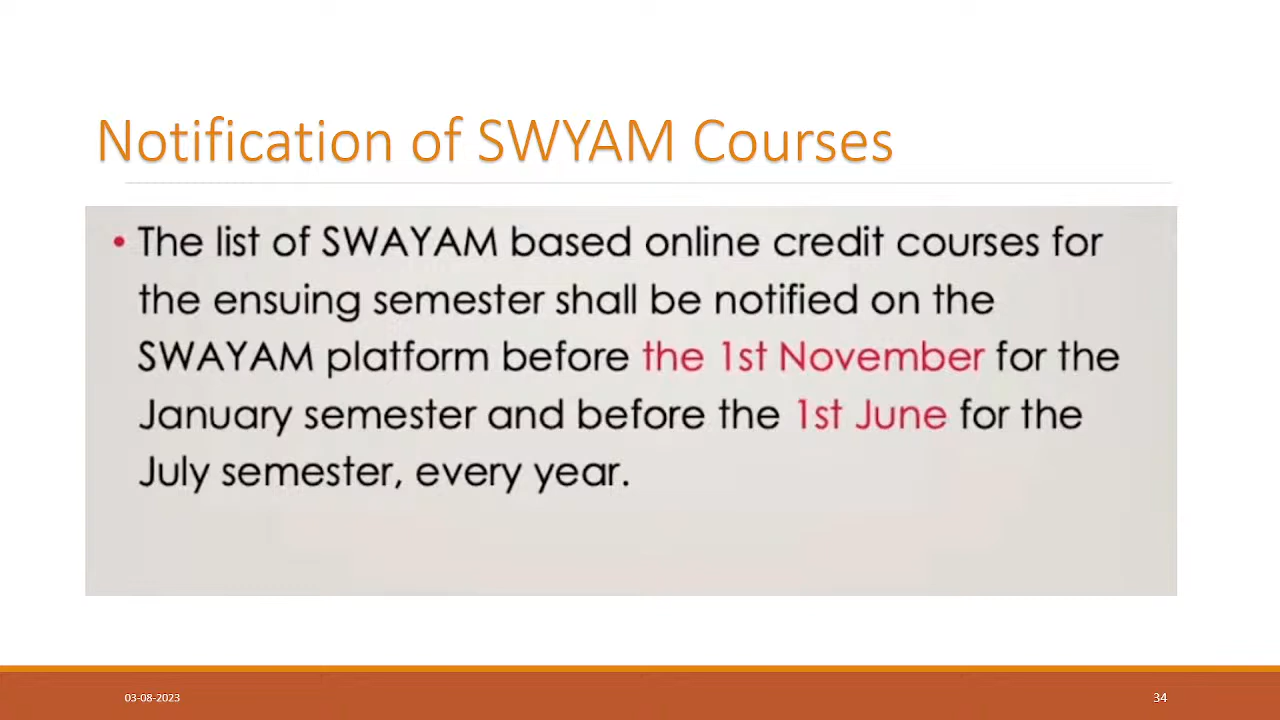 Notification of SWYAM Courses
• The list of SWAYAM based online credit courses for
the ensuing semester shall be notified on the
SWAYAM platform before the 1st November for the
January semester and before the 1st June for the
July semester, every year.
03-08-2023
34